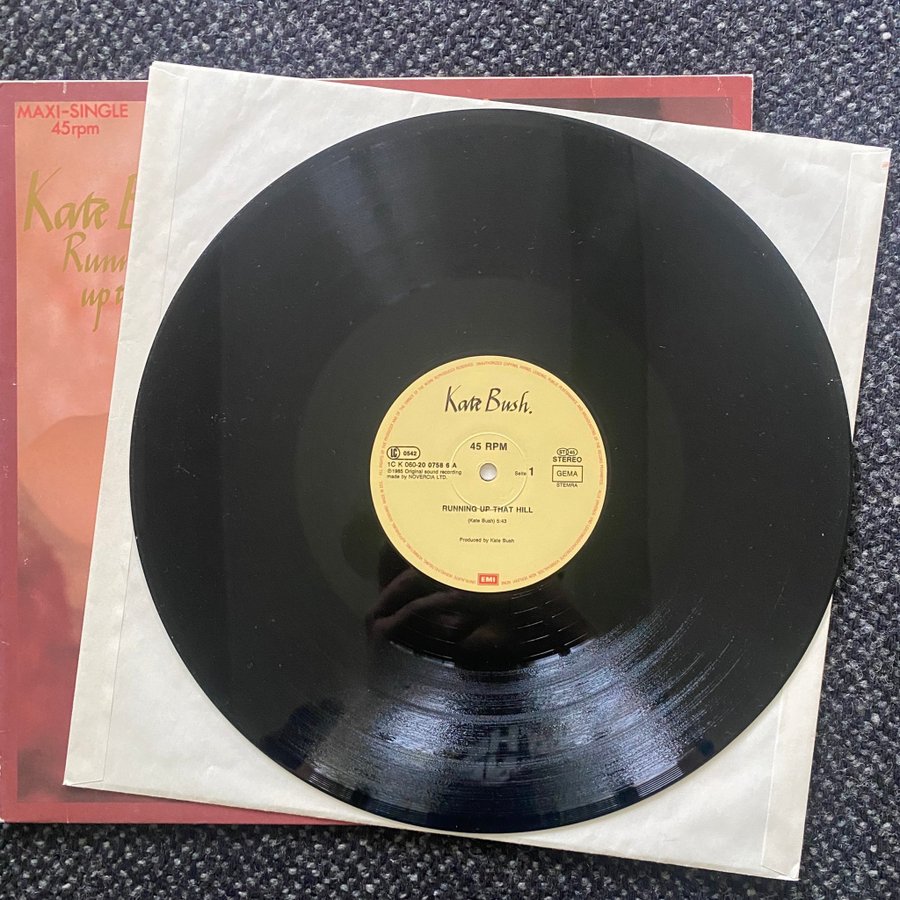 MAXI-SINGLE
45rpm
Kate B
Runn
up t
Kate Bush.
45 RPM
LC 0542
1C K 060-20 0758 6 A
℗1985 Original sound recording
made by NOVERCIA LTD.
Seite 1
ST 45
STEREO
GEMA
STEMRA
RUNNING UP THAT HILL
(Kate Bush) 5:43
Produced by Kate Bush
EMI